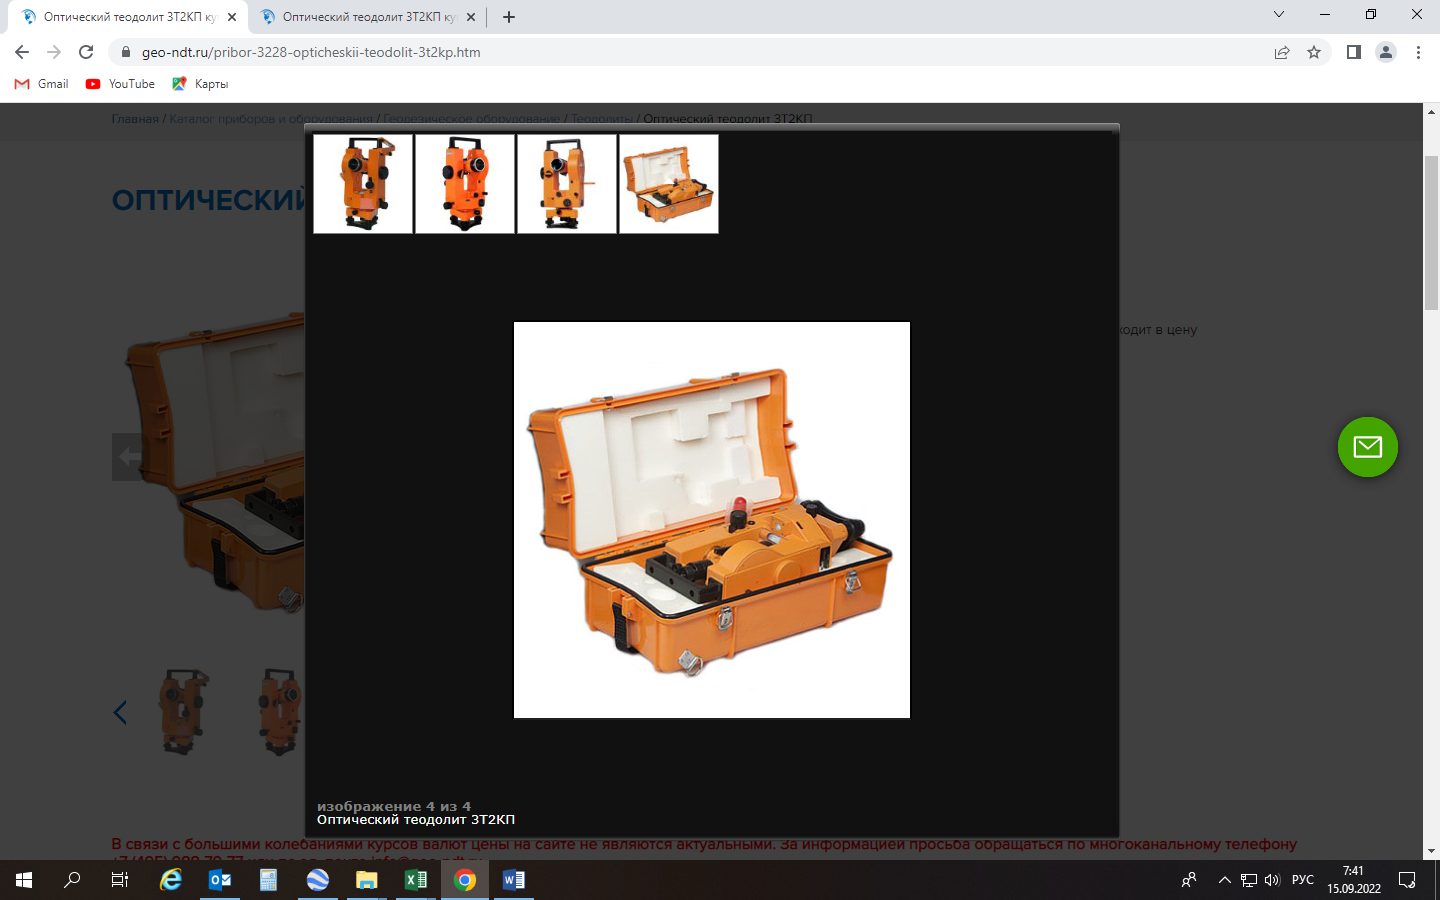 Оптический теодолит 3Т2КП ку
Оптический теодолит 3Т2КП ку
geo-ndt.ru/pribor-3228-opticheskii-teodolit-3t2kp.htm
Gmail
YouTube
Карты
Главная / Каталог приборов и оборудования / Геодезическое оборудование / Теодолиты / Оптический теодолит 3Т2КП
ОПТИЧЕСКИЙ
ходит в цену
изображение 4 из 4
Оптический теодолит 3Т2КП
В связи с большими колебаниями курсов валют цены на сайте не являются актуальными. За информацией просьба обращаться по многоканальному телефону
РУС
7:41
15.09.2022